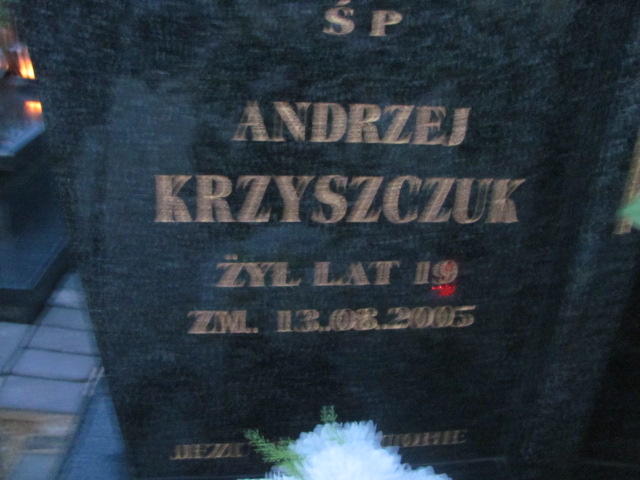 ŚP
ANDRZEJ
KRZYSZCZUK
ŻYŁ LAT 19
ZM. 13.08.2005